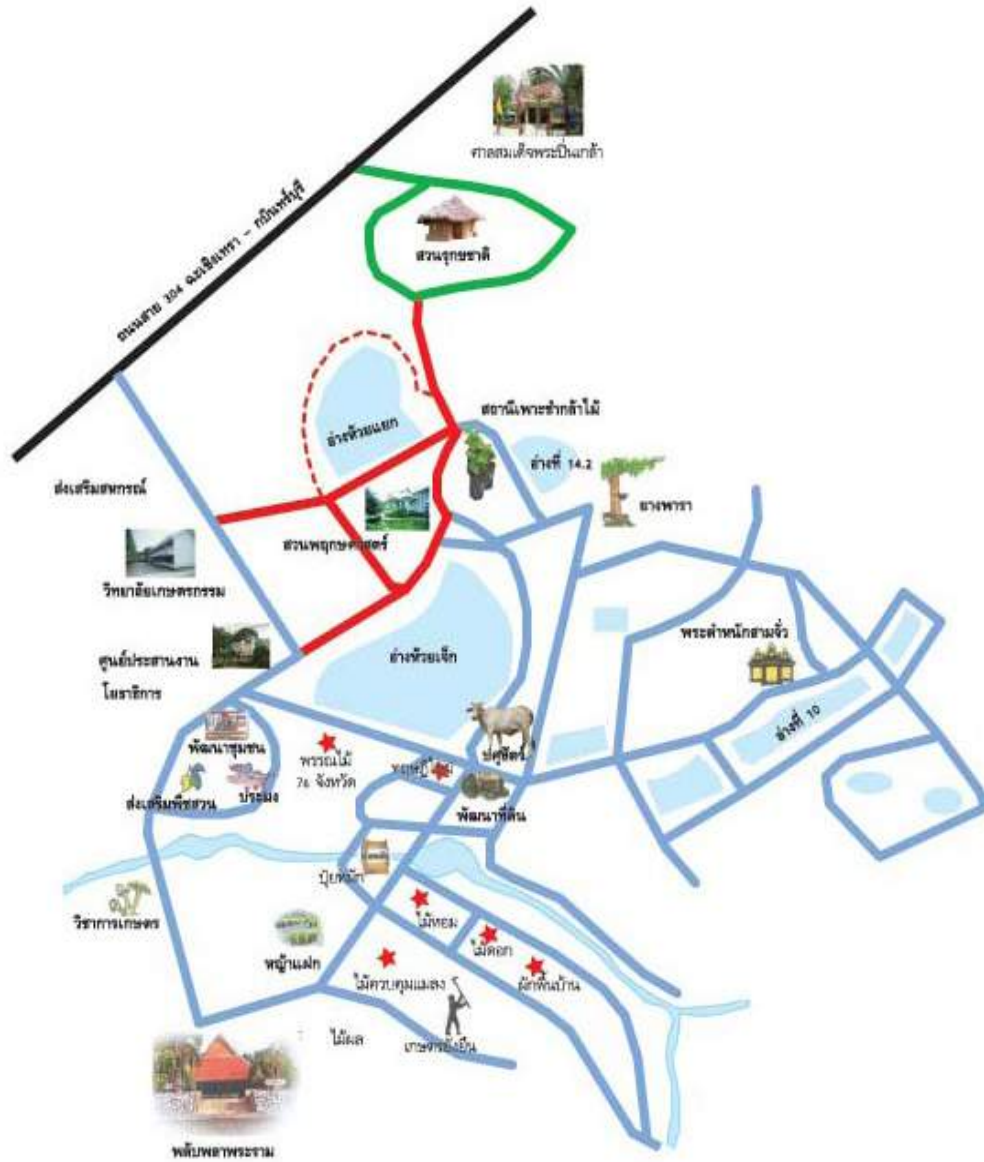 ศาลสมเด็จพระปิ่นเกล้า
ถนนสาย 304 ฉะเชิงเทรา - กบินทร์บุรี
สวนรุกขชาติ
สถานีเพาะชำกล้าไม้
อ่างห้วยแยก
อ่างที่ 14.2
ส่งเสริมสหกรณ์
ยางพารา
สวนพฤกษศาสตร์
วิทยาลัยเกษตรกรรม
พระตำหนักสามจั่ว
ศูนย์ประสานงาน
อ่างห้วยเจ็ก
โยธาธิการ
อ่างที่ 10
พัฒนาชุมชน
ปศุสัตว์
พรรณไม้
76 จังหวัด
ทฤษฎีใหม่
ส่งเสริมพืชสวน
ประมง
พัฒนาที่ดิน
ปุ๋ยหมัก
วิชาการเกษตร
ไม้หอม
ไม้ดอก
หญ้าแฝก
ไม้ควบคุมแมลง
ผักพื้นบ้าน
ไม้ผล
เกษตรยั่งยืน
พลับพลาพระราม